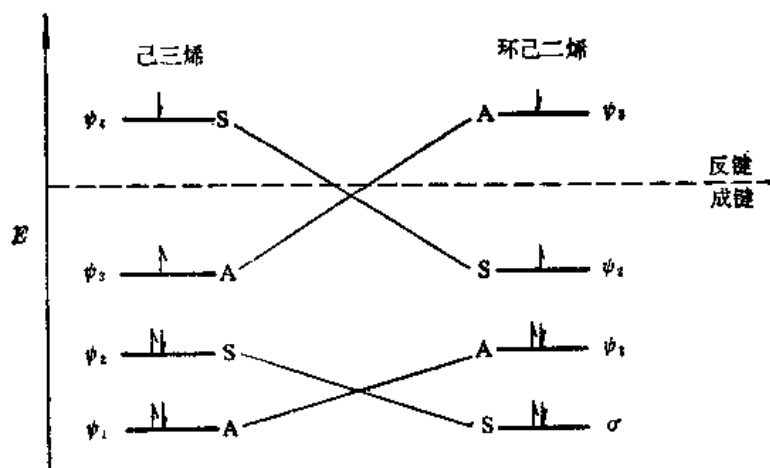 己三烯 环己二烯
ψ₄ S A ψ₃
反键
成键
E
ψ₃ A S ψ₂
ψ₂ S A ψ₁
ψ₁ A S σ